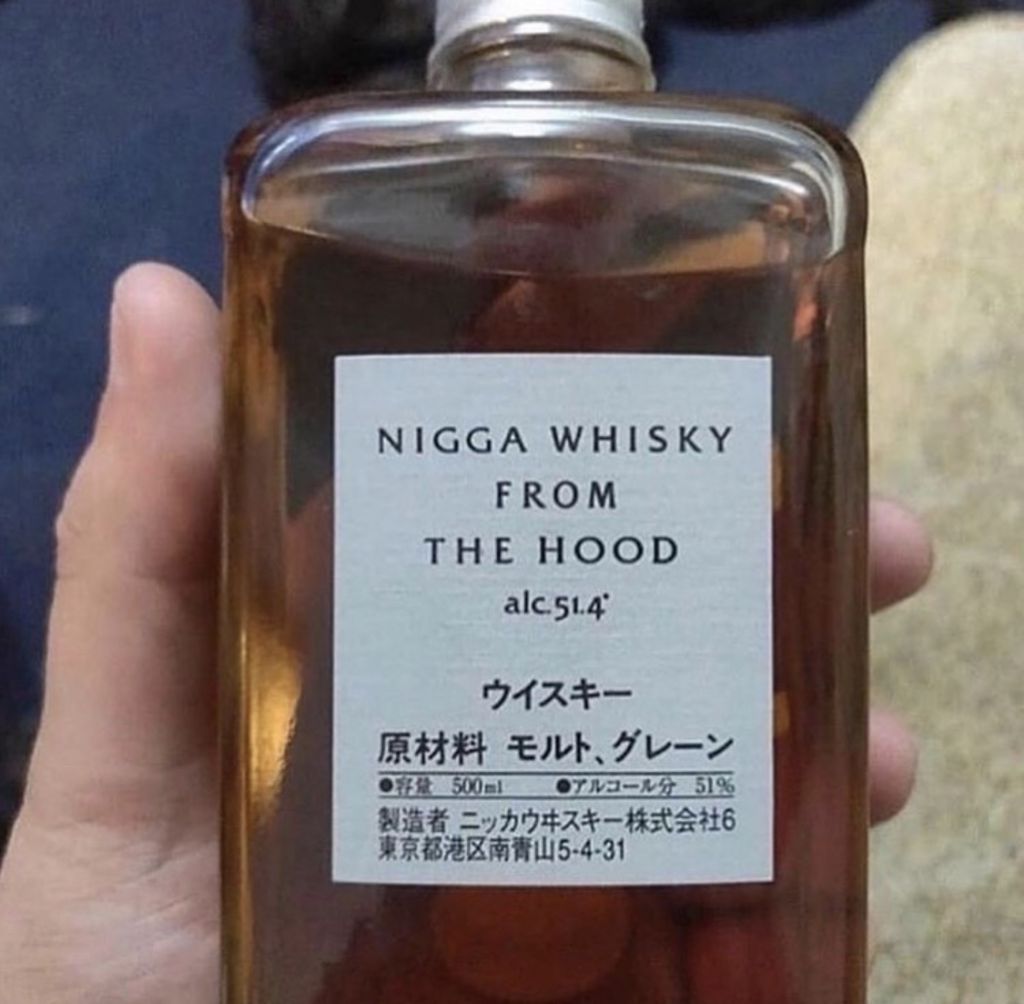 NIGGA WHISKY
FROM
THE HOOD
alc.51.4°
ウイスキー
原材料 モルト、グレーン
●容量 500ml ●アルコール分 51%
製造者 ニッカウヰスキー株式会社6
東京都港区南青山5-4-31